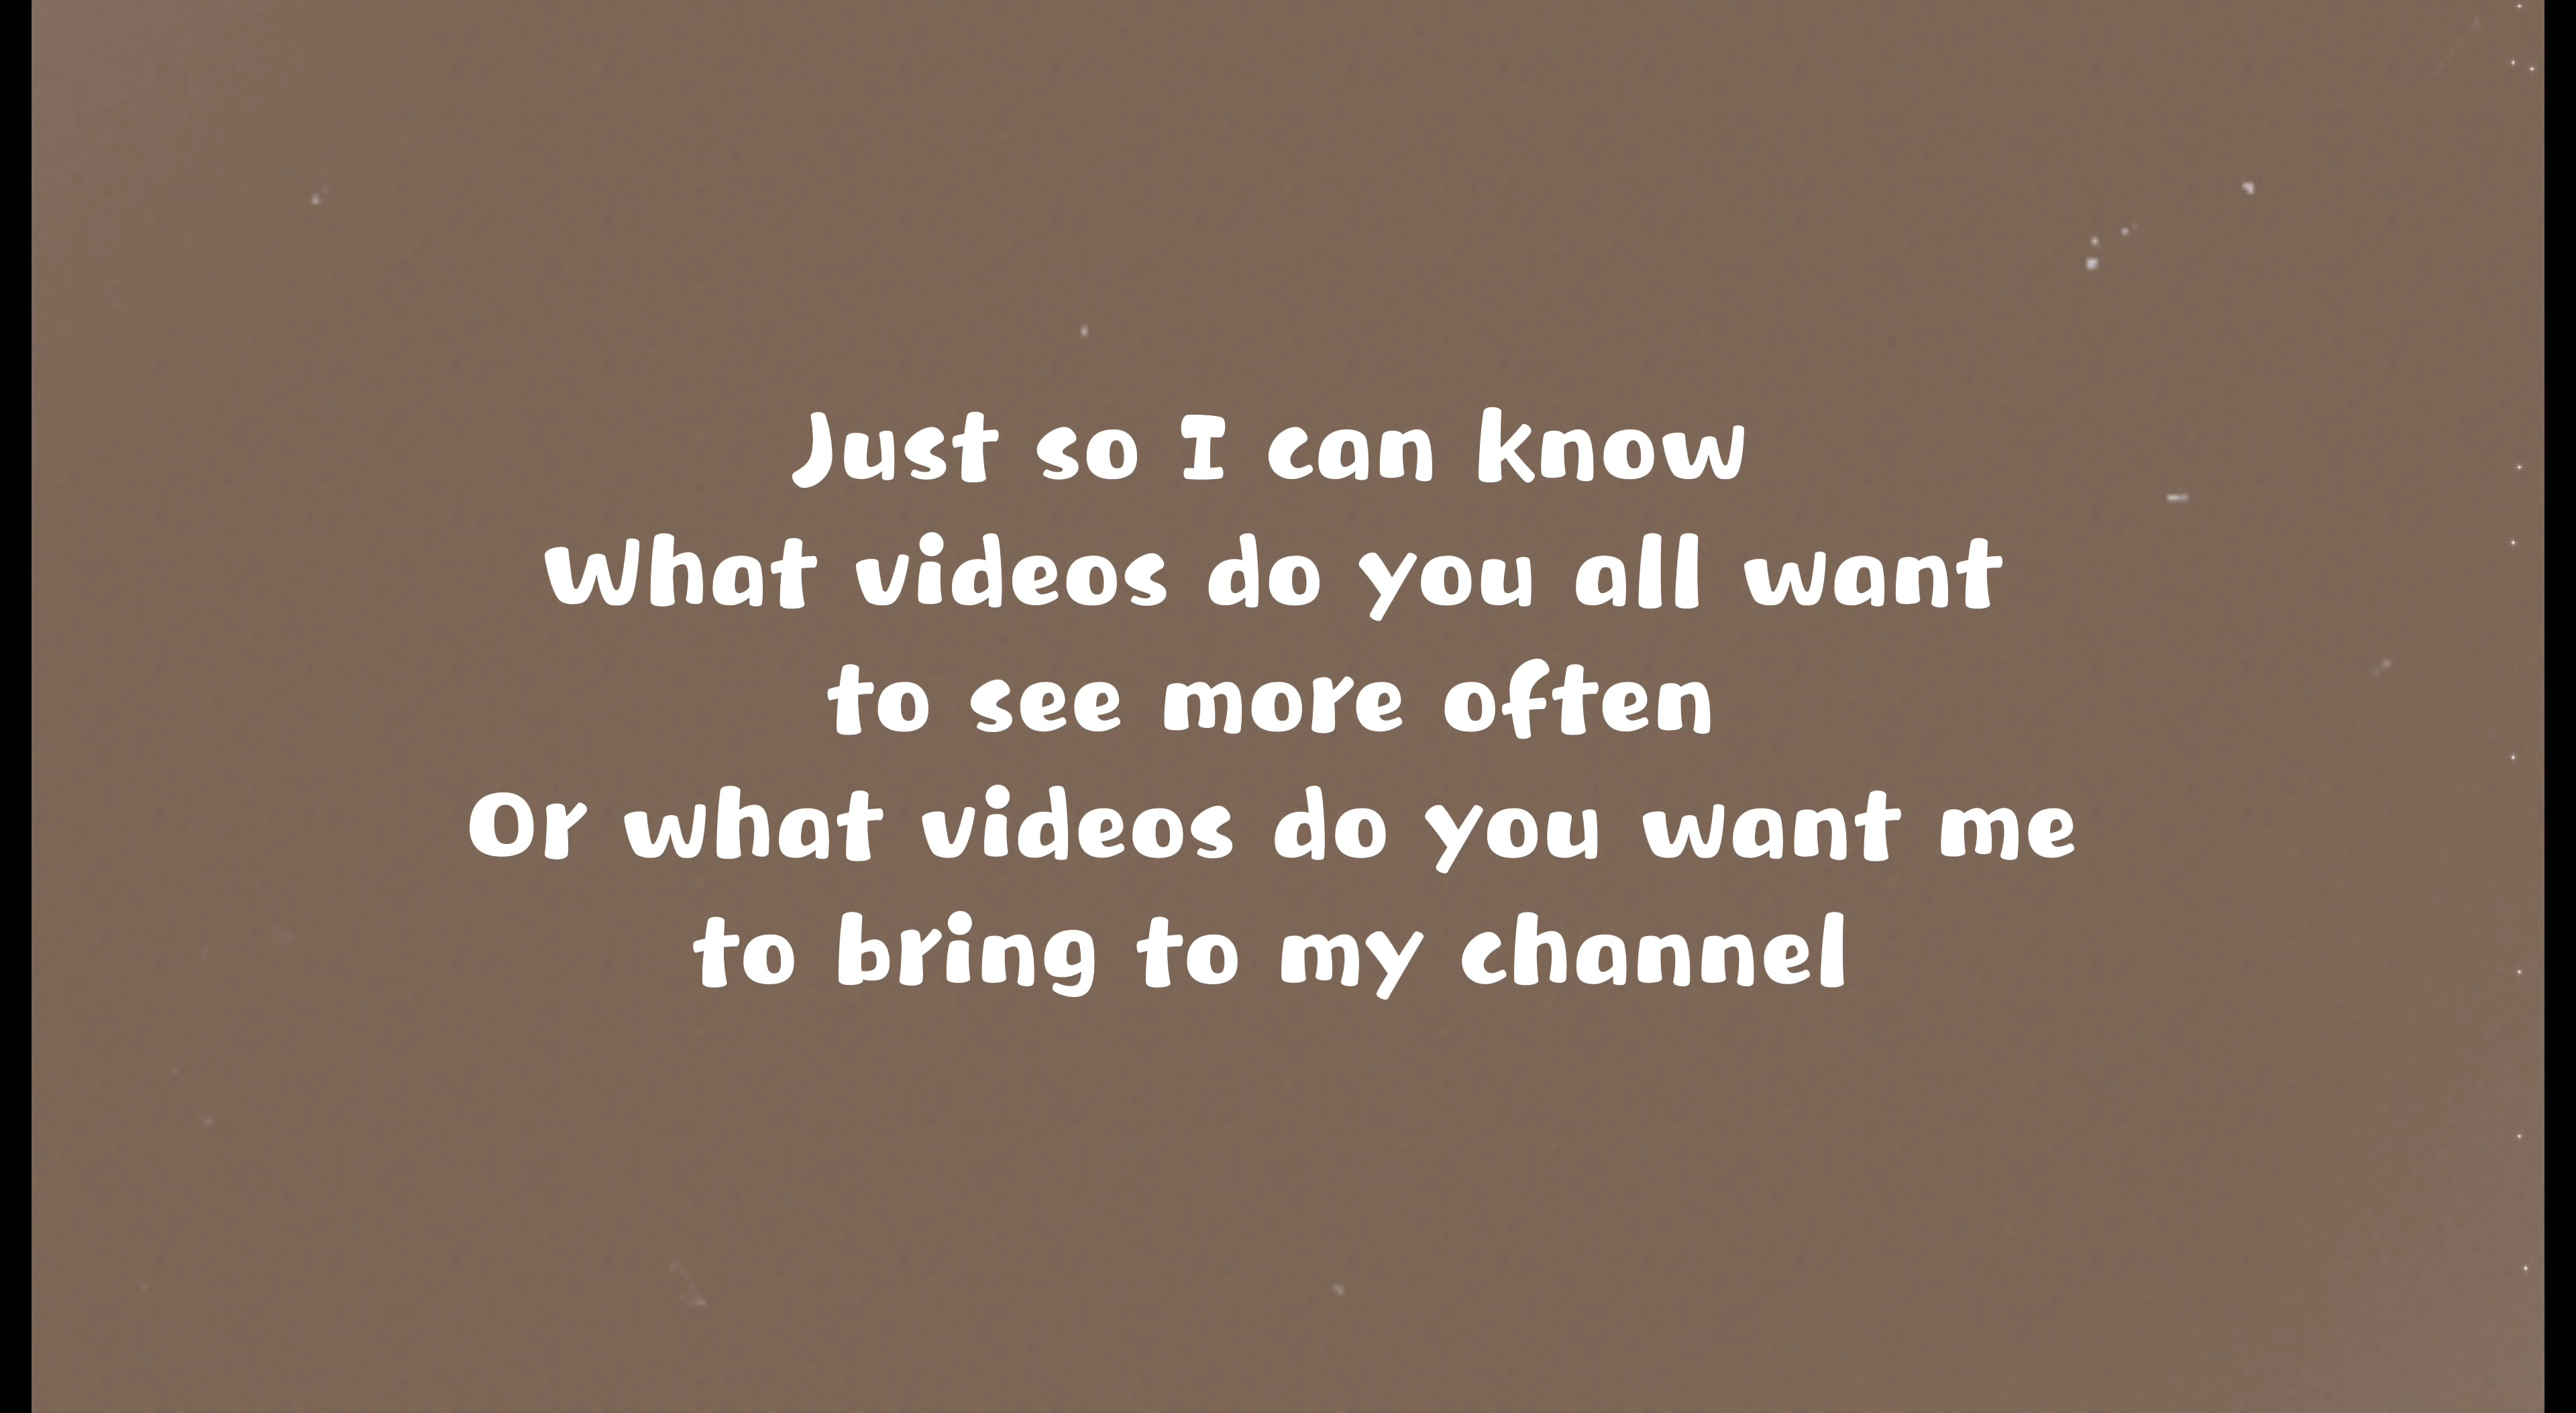 Just so I can know
What videos do you all want
to see more often
Or what videos do you want me
to bring to my channel